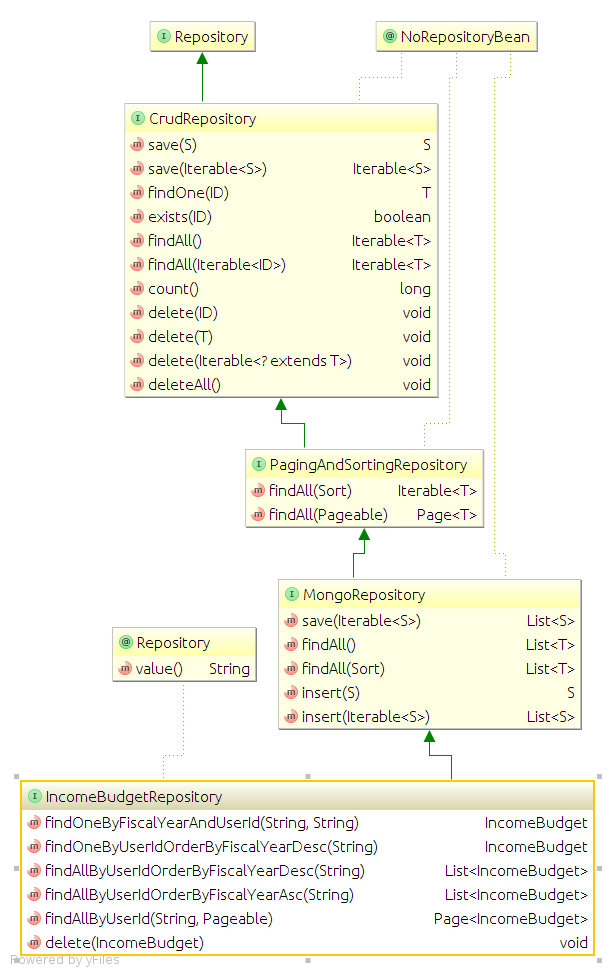 I Repository
@ NoRepositoryBean
I CrudRepository
m save(S) S
m save(Iterable<S>) Iterable<S>
m findOne(ID) T
m exists(ID) boolean
m findAll() Iterable<T>
m findAll(Iterable<ID>) Iterable<T>
m count() long
m delete(ID) void
m delete(T) void
m delete(Iterable<? extends T>) void
m deleteAll() void
I PagingAndSortingRepository
m findAll(Sort) Iterable<T>
m findAll(Pageable) Page<T>
I MongoRepository
m save(Iterable<S>) List<S>
m findAll() List<T>
m findAll(Sort) List<T>
m insert(S) S
m insert(Iterable<S>) List<S>
@ Repository
m value() String
I IncomeBudgetRepository
m findOneByFiscalYearAndUserId(String, String) IncomeBudget
m findOneByUserIdOrderByFiscalYearDesc(String) IncomeBudget
m findAllByUserIdOrderByFiscalYearDesc(String) List<IncomeBudget>
m findAllByUserIdOrderByFiscalYearAsc(String) List<IncomeBudget>
m findAllByUserId(String, Pageable) Page<IncomeBudget>
m delete(IncomeBudget) void
Powered by yFiles